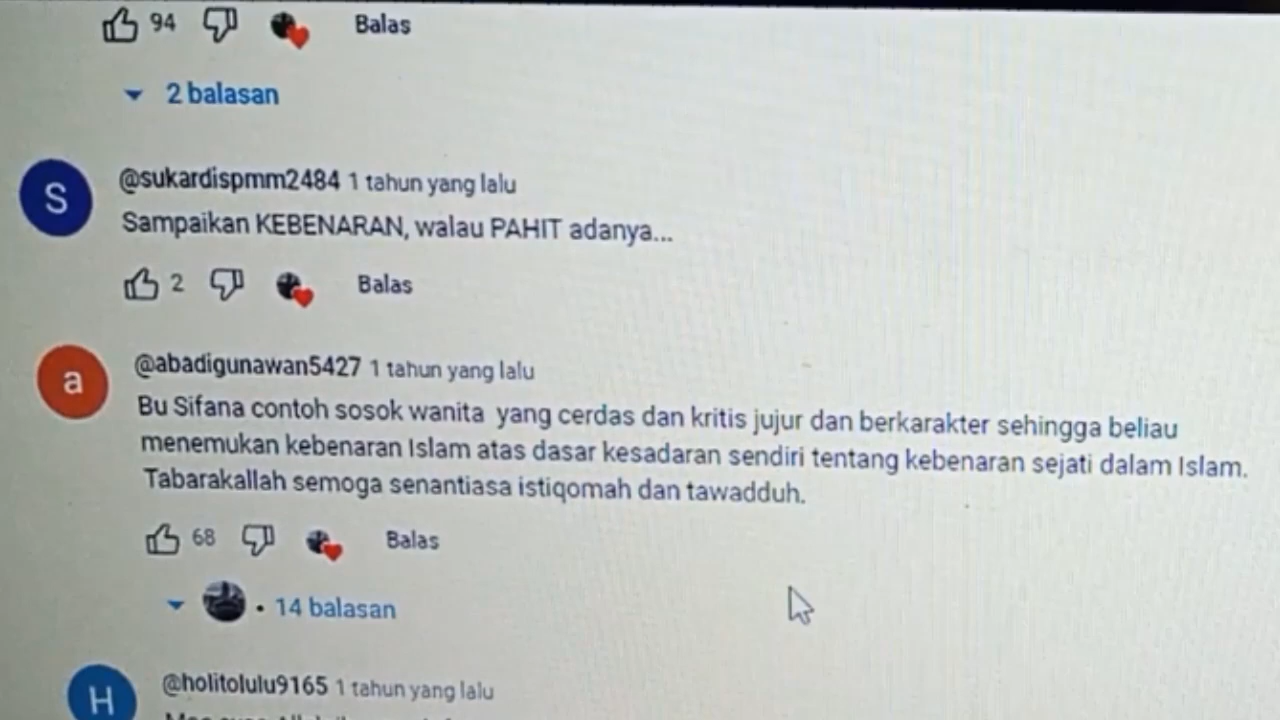 94 Balas
2 balasan
S
@sukardispmm2484 1 tahun yang lalu
Sampaikan KEBENARAN, walau PAHIT adanya...
2 Balas
a
@abadigunawan5427 1 tahun yang lalu
Bu Sifana contoh sosok wanita yang cerdas dan kritis jujur dan berkarakter sehingga beliau
menemukan kebenaran Islam atas dasar kesadaran sendiri tentang kebenaran sejati dalam Islam.
Tabarakallah semoga senantiasa istiqomah dan tawadduh.
68 Balas
• 14 balasan
H
@holitolulu9165 1 tahun yang lalu